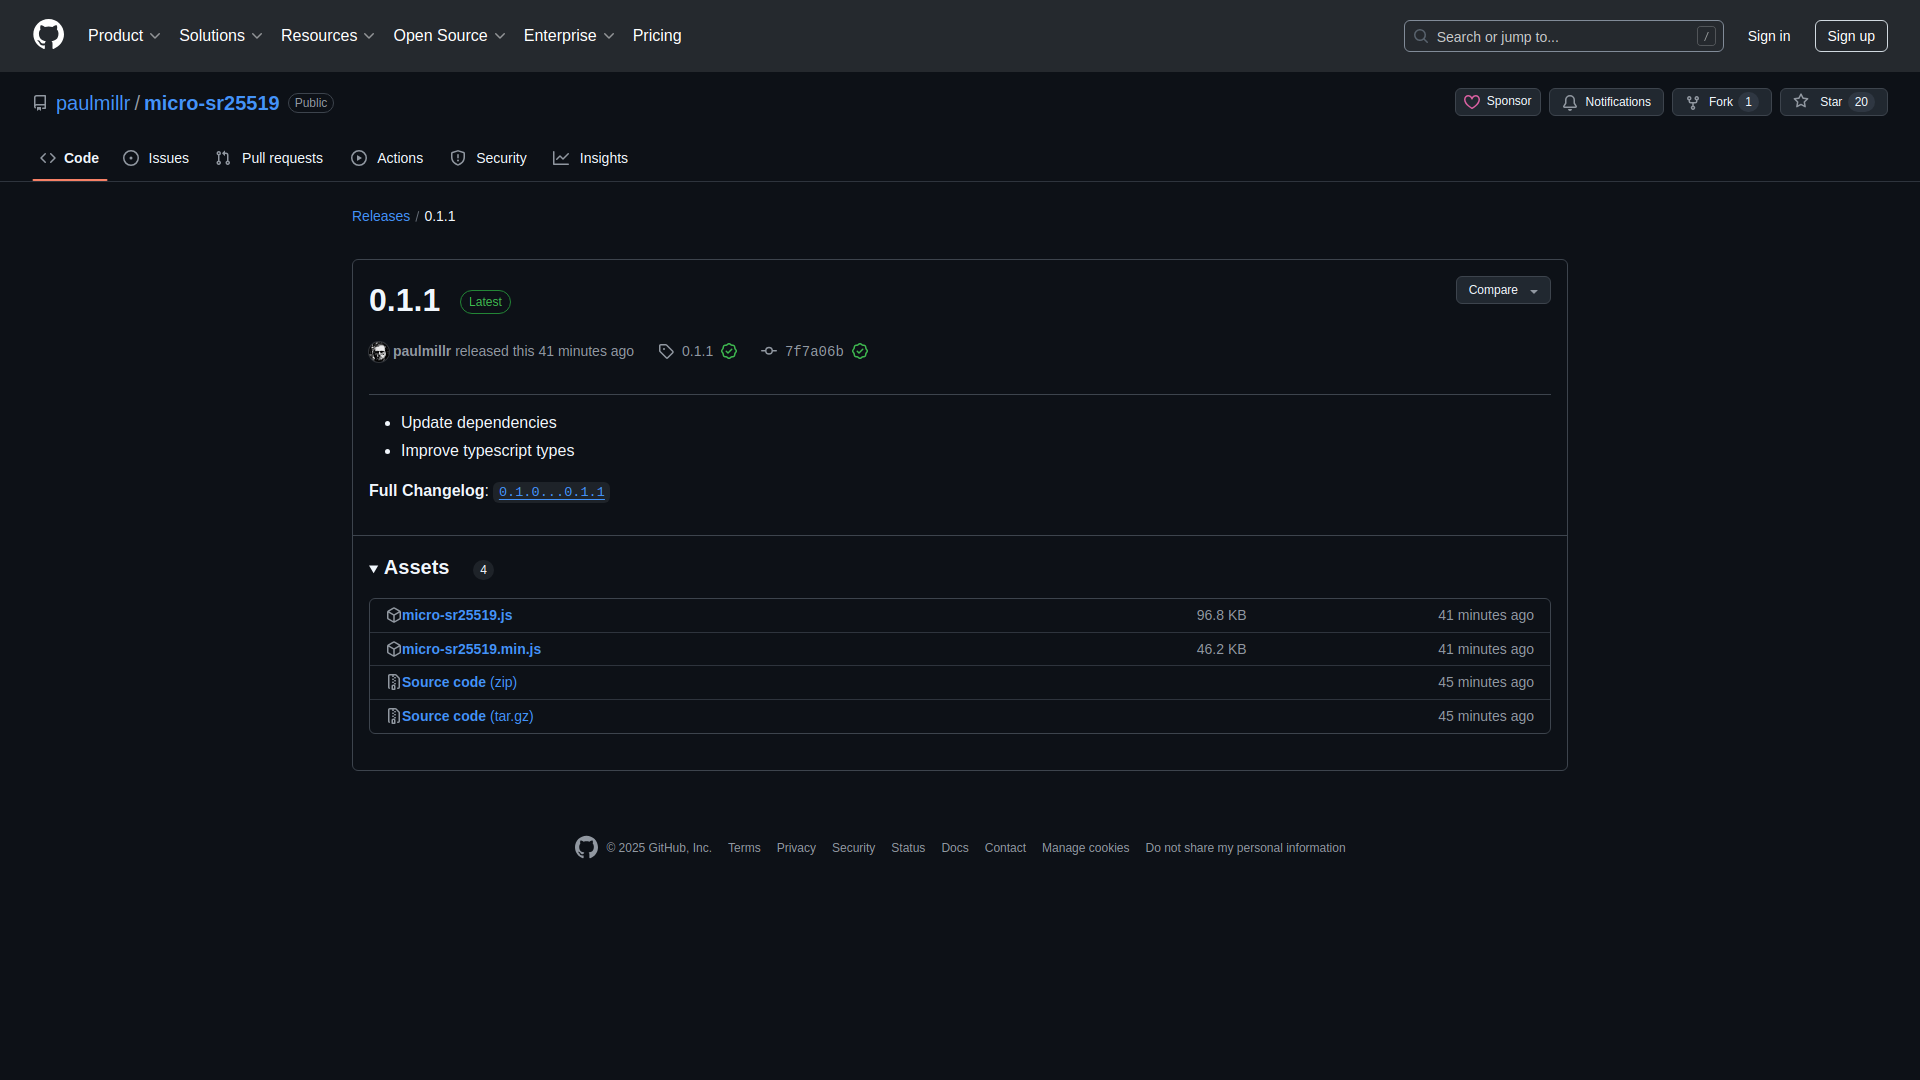 Product Solutions Resources Open Source Enterprise Pricing Search or jump to... / Sign in Sign up
paulmillr / micro-sr25519 Public Sponsor Notifications Fork 1 Star 20
Code Issues Pull requests Actions Security Insights
Releases / 0.1.1
0.1.1 Latest Compare
paulmillr released this 41 minutes ago 0.1.1 7f7a06b
• Update dependencies
• Improve typescript types
Full Changelog: 0.1.0...0.1.1
Assets 4
micro-sr25519.js 96.8 KB 41 minutes ago
micro-sr25519.min.js 46.2 KB 41 minutes ago
Source code (zip) 45 minutes ago
Source code (tar.gz) 45 minutes ago
© 2025 GitHub, Inc. Terms Privacy Security Status Docs Contact Manage cookies Do not share my personal information